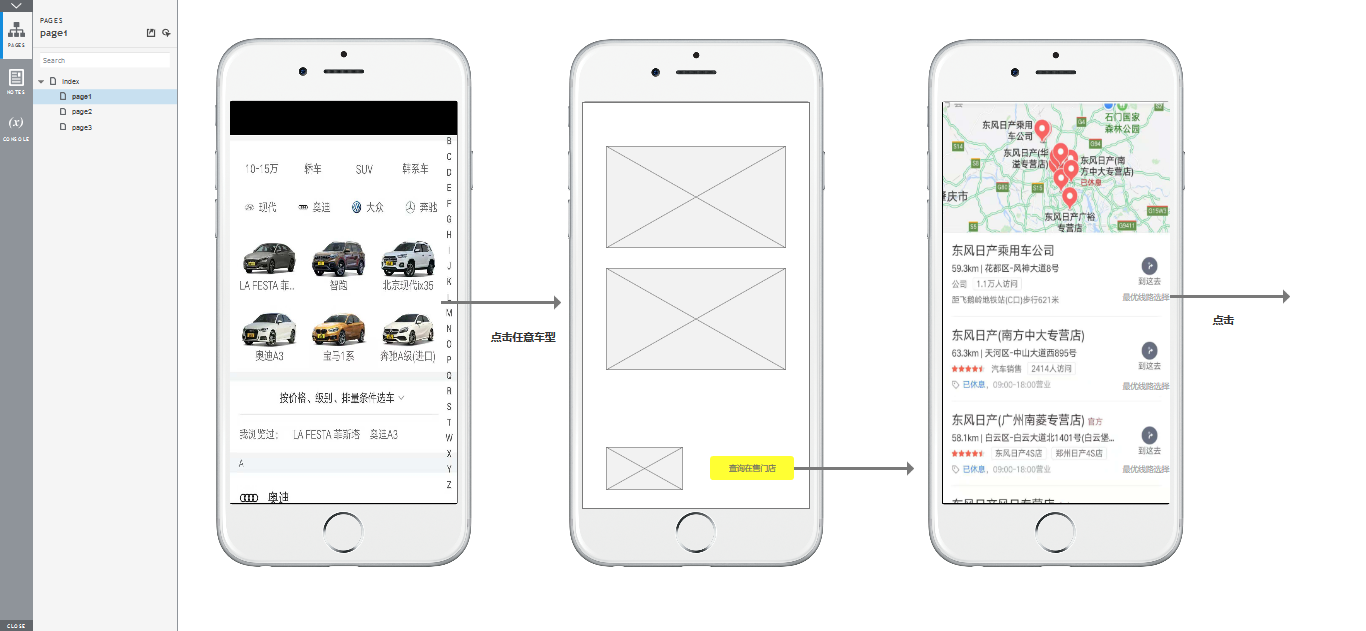 PAGES
page1
PAGES
Search
index
page1
page2
page3
NOTES
(x)
CONSOLE
CLOSE
10-15万 轿车 SUV 韩系车
现代 奥迪 大众 奔驰
LA FESTA 菲.. 智跑 北京现代ix35
奥迪A3 宝马1系 奔驰A级(进口)
按价格、级别、排量条件选车
我浏览过： LA FESTA 菲斯塔 奥迪A3
A
奥迪
B
C
D
E
F
G
H
I
J
K
L
M
N
O
P
Q
R
S
T
W
X
Y
Z
点击任意车型
查询在售门店
东风日产乘用
车公司
石门国家
森林公园
东风日产(华
溢专营店)
东风日产(南
方中大专营店)
已休息
肇庆市
东风日产广裕
专营店
东风日产乘用车公司
59.3km | 花都区-风神大道8号
公司 1.1万人访问
距飞鹅岭地铁站(C口)步行621米
到这去
最优线路选择
东风日产(南方中大专营店)
63.3km | 天河区-中山大道西895号
汽车销售 2414人访问
已休息，09:00-18:00营业
到这去
最优线路选择
东风日产(广州南菱专营店) 官方
58.1km | 白云区-白云大道北1401号(白云堡...
东风日产4S店 郑州日产4S店
已休息，09:00-18:00营业
到这去
最优线路选择
点击